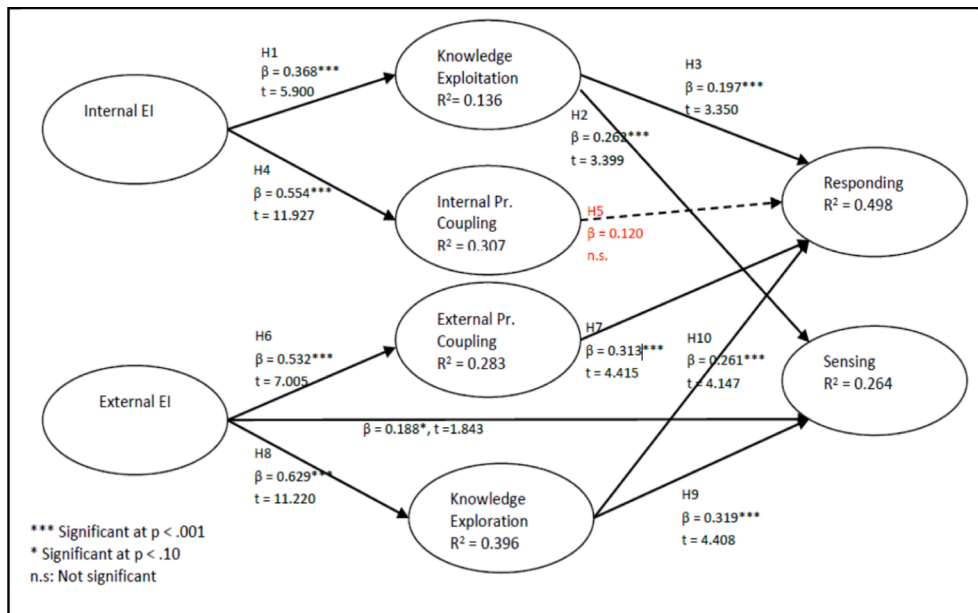 Internal EI
H1
β = 0.368***
t = 5.900
H4
β = 0.554***
t = 11.927
Knowledge
Exploitation
R²= 0.136
H2
β = 0.262***
t = 3.399
H3
β = 0.197***
t = 3.350
Internal Pr.
Coupling
R² = 0.307
H5
β = 0.120
n.s.
Responding
R² = 0.498
External EI
H6
β = 0.532***
t = 7.005
External Pr.
Coupling
R² = 0.283
H7
β = 0.313***
t = 4.415
H10
β = 0.261***
t = 4.147
Sensing
R² = 0.264
β = 0.188*, t =1.843
H8
β = 0.629***
t = 11.220
Knowledge
Exploration
R² = 0.396
H9
β = 0.319***
t = 4.408
*** Significant at p < .001
* Significant at p < .10
n.s: Not significant